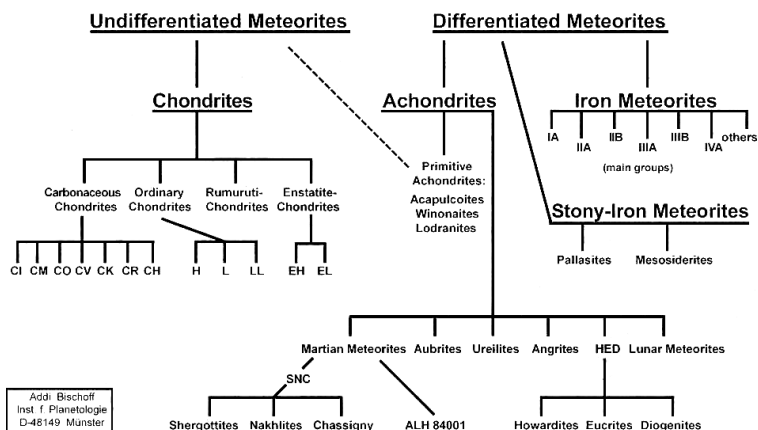 Undifferentiated Meteorites
Differentiated Meteorites
Chondrites
Achondrites
Iron Meteorites
IA IIA IIB IIIA IIIB IVA others
(main groups)
Primitive
Achondrites:
Acapulcoites
Winonaites
Lodranites
Carbonaceous
Chondrites
Ordinary
Chondrites
Rumuruti-
Chondrites
Enstatite-
Chondrites
Stony-Iron Meteorites
Pallasites Mesosiderites
CI CM CO CV CK CR CH
H L LL
EH EL
Martian Meteorites Aubrites Ureilites Angrites HED Lunar Meteorites
SNC
Shergottites Nakhlites Chassigny ALH 84001 Howardites Eucrites Diogenites
Addi Bischoff
Inst f Planetologie
D-48149 Münster